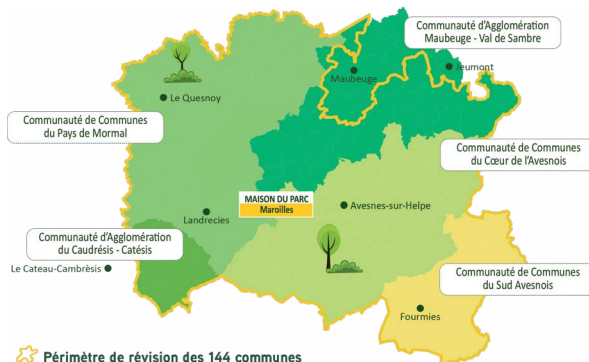 Communauté d'Agglomération
Maubeuge - Val de Sambre
Jeumont
Maubeuge
Le Quesnoy
Communauté de Communes
du Pays de Mormal
Communauté de Communes
du Cœur de l'Avesnois
MAISON DU PARC
Maroilles
Avesnes-sur-Helpe
Landrecies
Communauté d'Agglomération
du Caudrésis - Catésis
Le Cateau-Cambrèsis
Communauté de Communes
du Sud Avesnois
Fourmies
Périmètre de révision des 144 communes